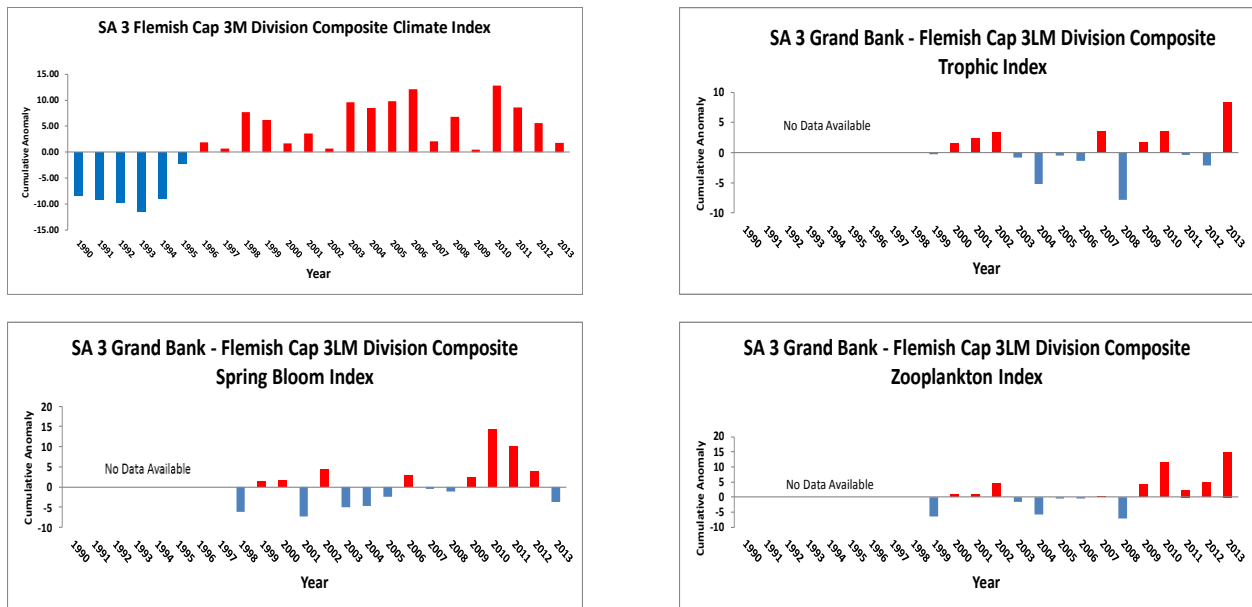 SA 3 Flemish Cap 3M Division Composite Climate Index
Cumulative Anomaly
15.00
10.00
5.00
0.00
-5.00
-10.00
-15.00
1990 1991 1992 1993 1994 1995 1996 1997 1998 1999 2000 2001 2002 2003 2004 2005 2006 2007 2008 2009 2010 2011 2012 2013
Year
SA 3 Grand Bank - Flemish Cap 3LM Division Composite
Trophic Index
Cumulative Anomaly
10
5
0
-5
-10
No Data Available
1990 1991 1992 1993 1994 1995 1996 1997 1998 1999 2000 2001 2002 2003 2004 2005 2006 2007 2008 2009 2010 2011 2012 2013
Year
SA 3 Grand Bank - Flemish Cap 3LM Division Composite
Spring Bloom Index
Cumulative Anomaly
20
15
10
5
0
-5
-10
No Data Available
1990 1991 1992 1993 1994 1995 1996 1997 1998 1999 2000 2001 2002 2003 2004 2005 2006 2007 2008 2009 2010 2011 2012 2013
Year
SA 3 Grand Bank - Flemish Cap 3LM Division Composite
Zooplankton Index
Cumulative Anomaly
20
15
10
5
0
-5
-10
No Data Available
1990 1991 1992 1993 1994 1995 1996 1997 1998 1999 2000 2001 2002 2003 2004 2005 2006 2007 2008 2009 2010 2011 2012 2013
Year